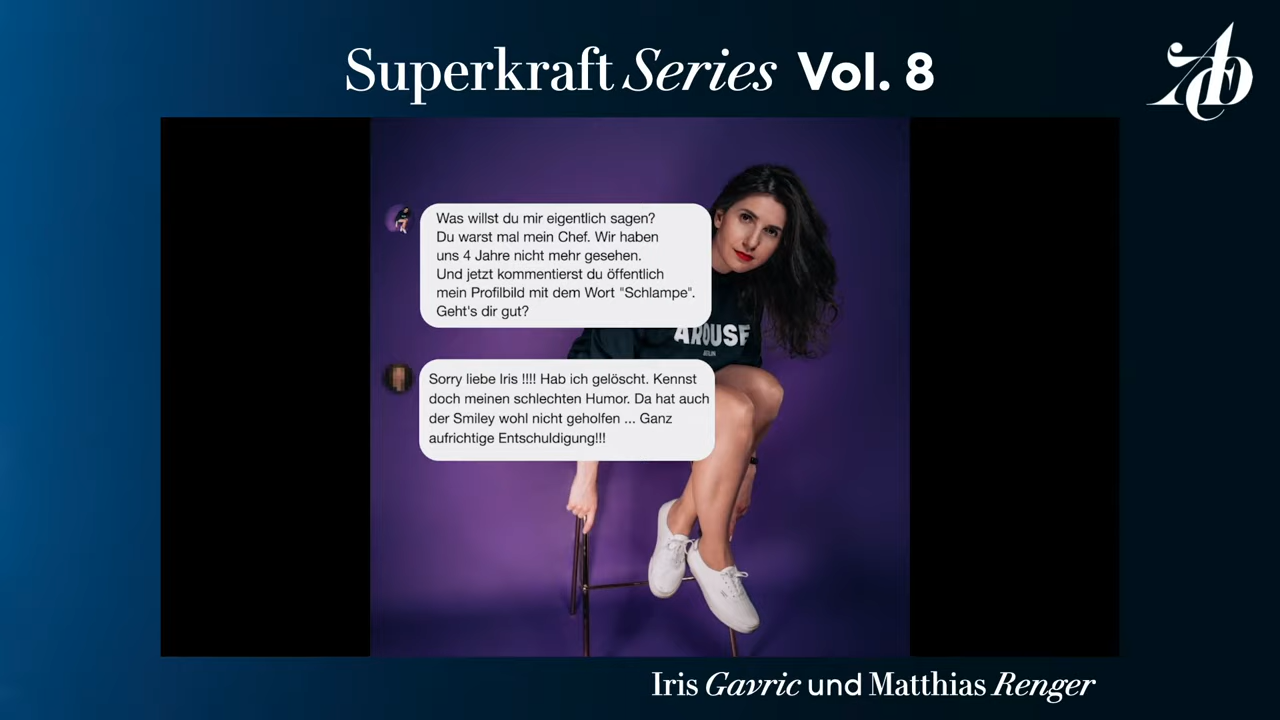 Superkraft Series Vol. 8
ADC
Was willst du mir eigentlich sagen?
Du warst mal mein Chef. Wir haben
uns 4 Jahre nicht mehr gesehen.
Und jetzt kommentierst du öffentlich
mein Profilbild mit dem Wort "Schlampe".
Geht's dir gut?
AROUSE
BERLIN
Sorry liebe Iris !!!! Hab ich gelöscht. Kennst
doch meinen schlechten Humor. Da hat auch
der Smiley wohl nicht geholfen ... Ganz
aufrichtige Entschuldigung!!!
Iris Gavric und Matthias Renger